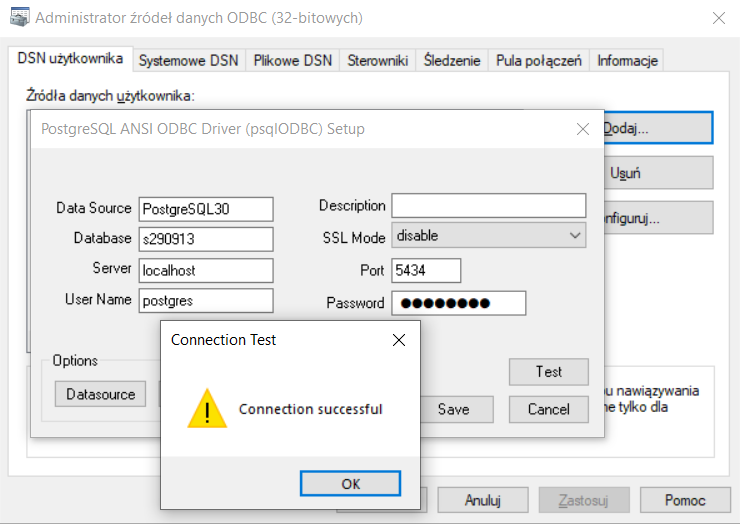 Administrator źródeł danych ODBC (32-bitowych)
DSN użytkownika Systemowe DSN Plikowe DSN Sterowniki Śledzenie Pula połączeń Informacje
Źródła danych użytkownika:
Dodaj...
Usuń
PostgreSQL ANSI ODBC Driver (psqlODBC) Setup
Data Source PostgreSQL30 Description
Database s290913 SSL Mode disable
Server localhost Port 5434
User Name postgres Password ●●●●●●●●
Options
Datasource
Test
Save Cancel
Connection Test
Connection successful
OK
nawiązywania
tylko dla
Anuluj Zastosuj Pomoc